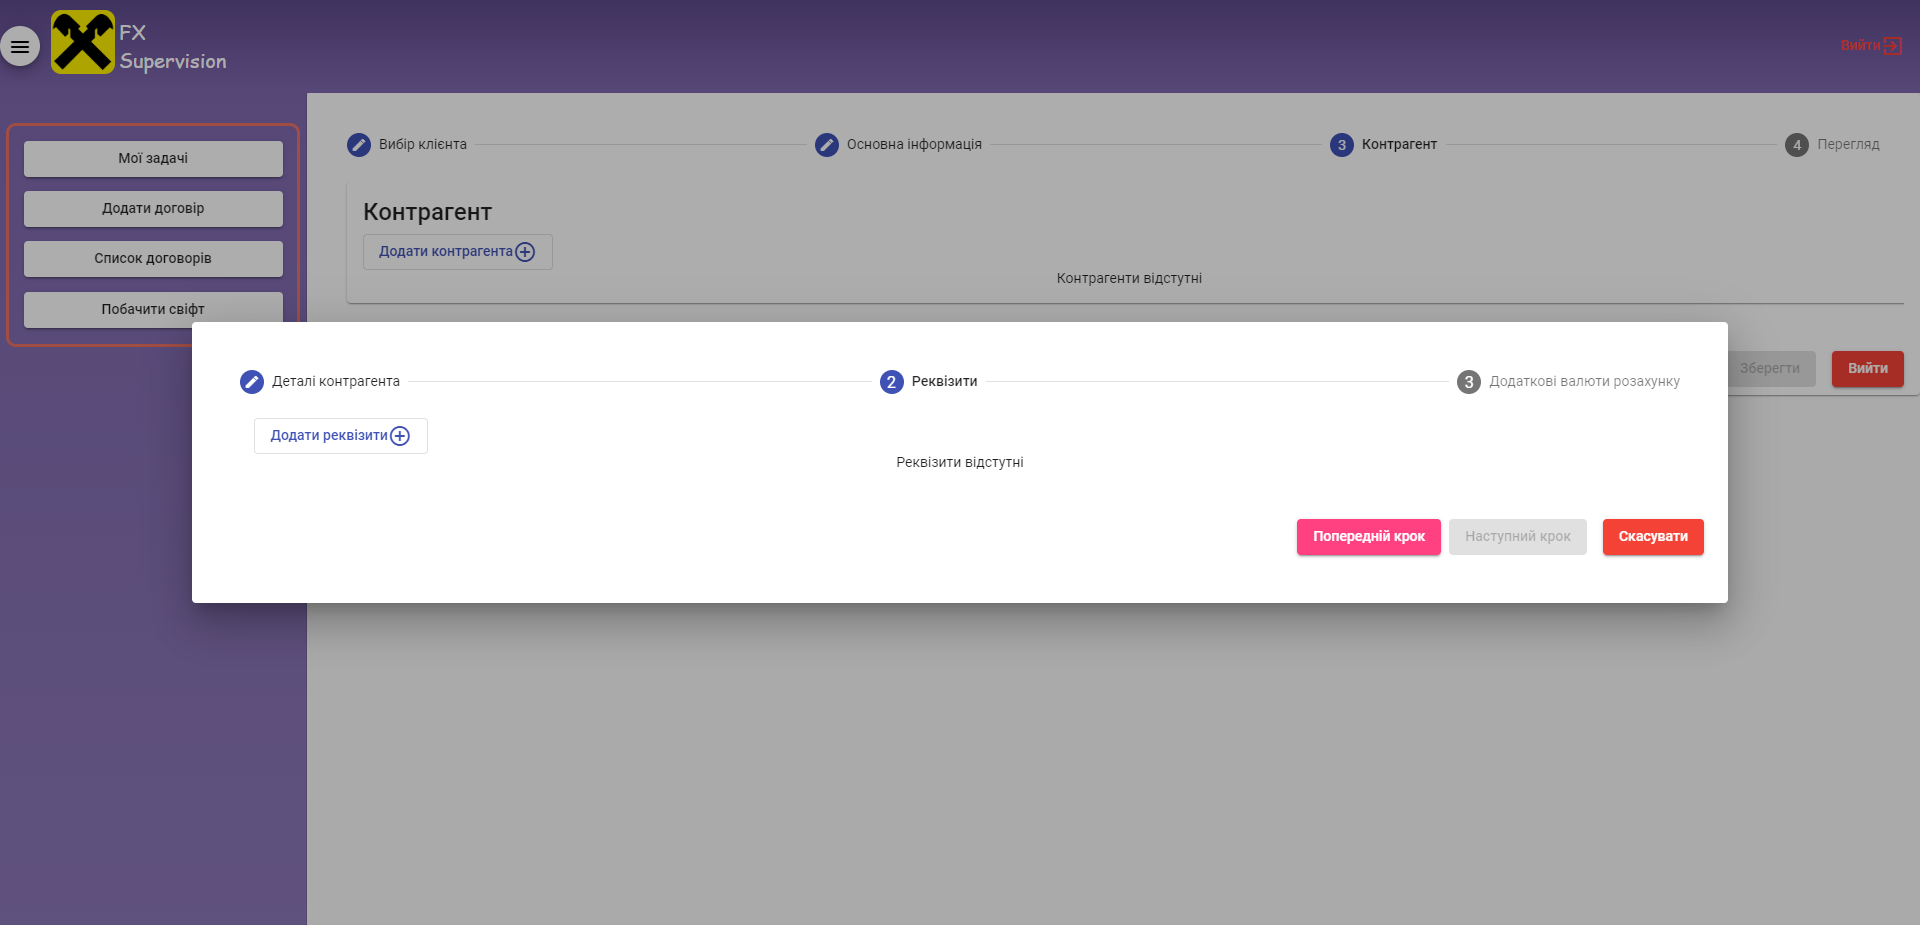 FX
Supervision
Вийти
Мої задачі
Додати договір
Список договорів
Побачити свіфт
Вибір клієнта
Основна інформація
3 Контрагент
4 Перегляд
Контрагент
Додати контрагента
Контрагенти відсутні
Зберегти
Вийти
Деталі контрагента
2 Реквізити
3 Додаткові валюти розахунку
Додати реквізити
Реквізити відсутні
Попередній крок
Наступний крок
Скасувати